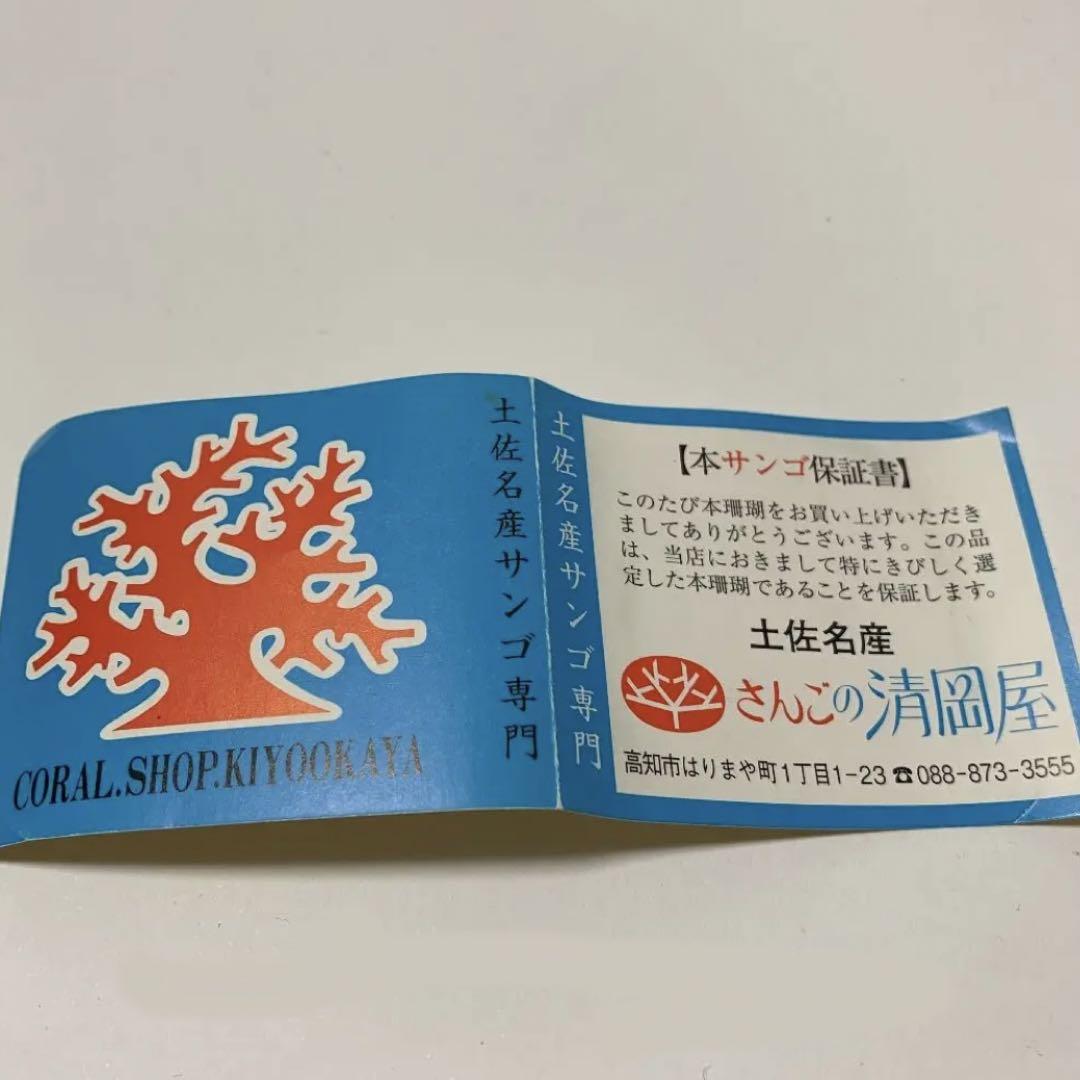 CORAL.SHOP.KIYOOKAYA
土佐名産サンゴ専門
土佐名産サンゴ専門
【本サンゴ保証書】
このたび本珊瑚をお買い上げいただき
ましてありがとうございます。この品
は、当店におきまして特にきびしく選
定した本珊瑚であることを保証します。
土佐名産
さんごの清岡屋
高知市はりまや町1丁目1-23 ☎088-873-3555